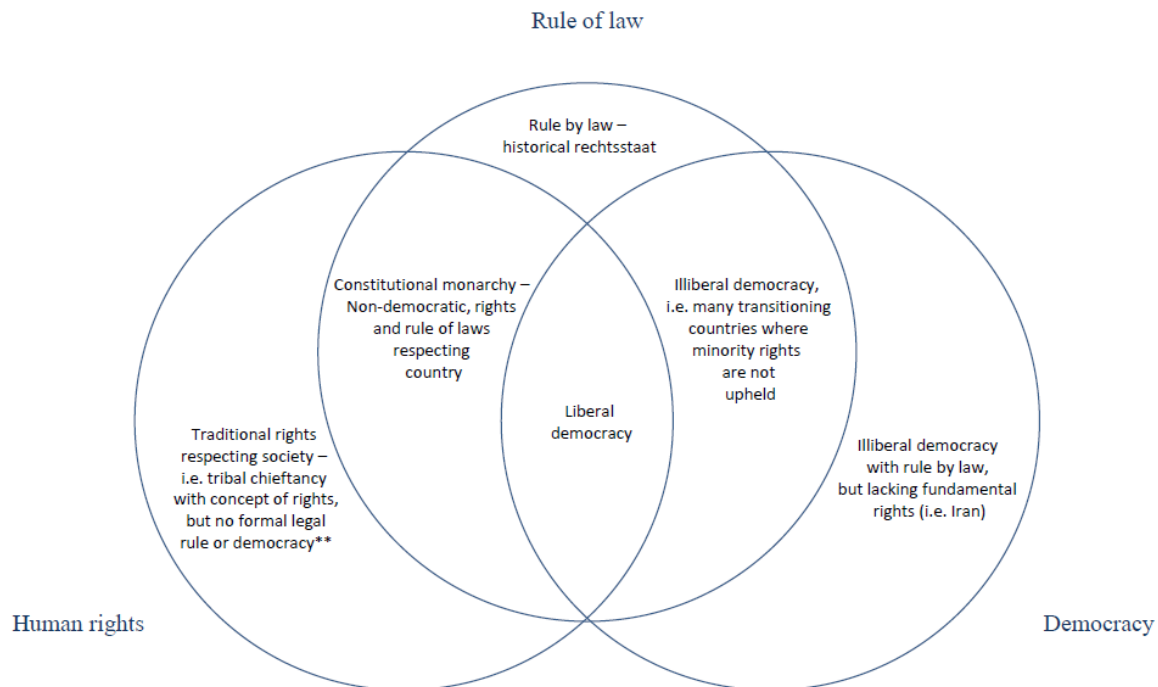 Rule of law
Rule by law –
historical rechtsstaat
Constitutional monarchy –
Non-democratic, rights
and rule of laws
respecting
country
Illiberal democracy,
i.e. many transitioning
countries where
minority rights
are not
upheld
Liberal
democracy
Traditional rights
respecting society –
i.e. tribal chieftancy
with concept of rights,
but no formal legal
rule or democracy**
Illiberal democracy
with rule by law,
but lacking fundamental
rights (i.e. Iran)
Human rights
Democracy